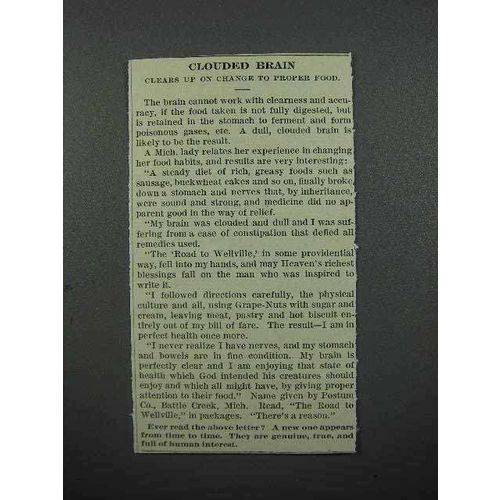 CLOUDED BRAIN
CLEARS UP ON CHANGE TO PROPER FOOD.
The brain cannot work with clearness and accu-
racy, if the food taken is not fully digested, but
is retained in the stomach to ferment and form
poisonous gases, etc. A dull, clouded brain is
likely to be the result.
A Mich. lady relates her experience in changing
her food habits, and results are very interesting:
"A steady diet of rich, greasy foods such as
sausage, buckwheat cakes and so on, finally broke
down a stomach and nerves that, by inheritance,
were sound and strong, and medicine did no ap-
parent good in the way of relief.
"My brain was clouded and dull and I was suf-
fering from a case of constipation that defied all
remedies used.
"The 'Road to Wellville,' in some providential
way, fell into my hands, and may Heaven's richest
blessings fall on the man who was inspired to
write it.
"I followed directions carefully, the physical
culture and all, using Grape-Nuts with sugar and
cream, leaving meat, pastry and hot biscuit en-
tirely out of my bill of fare. The result—I am in
perfect health once more.
"I never realize I have nerves, and my stomach
and bowels are in fine condition. My brain is
perfectly clear and I am enjoying that state of
health which God intended his creatures should
enjoy and which all might have, by giving proper
attention to their food." Name given by Postum
Co., Battle Creek, Mich. Read, "The Road to
Wellville," in packages. "There's a reason."
Ever read the above letter? A new one appears
from time to time. They are genuine, true, and
full of human interest.